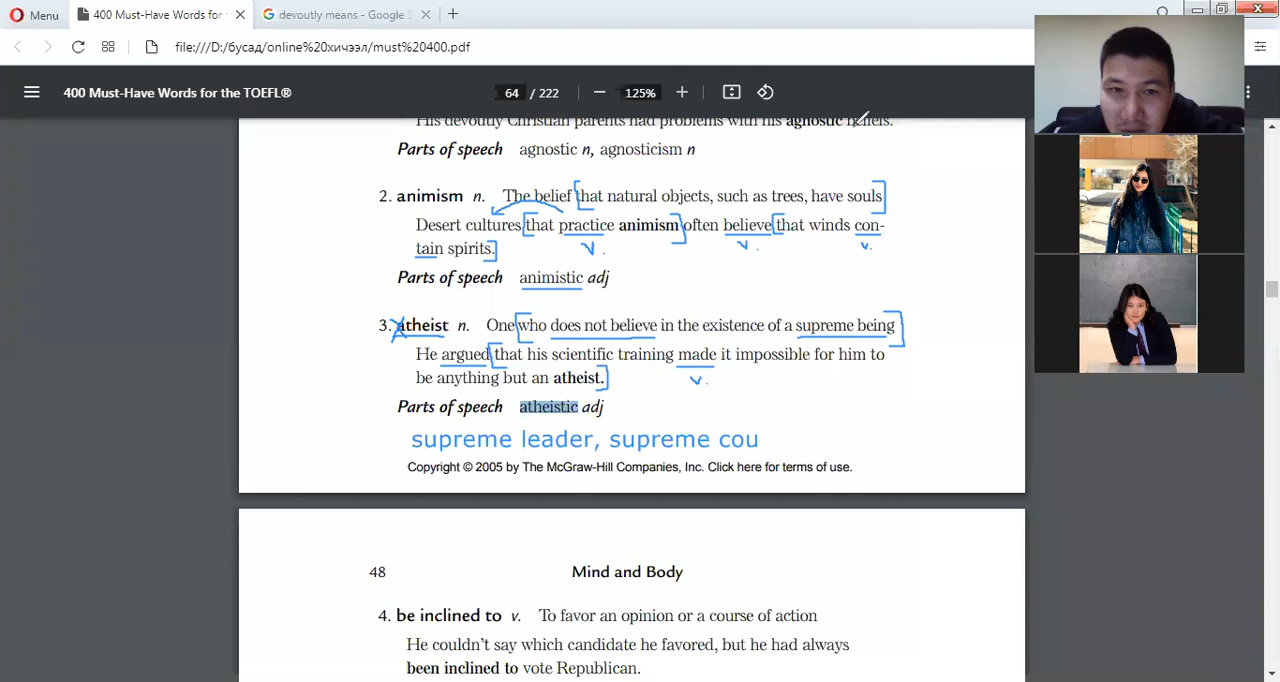 Menu
400 Must-Have Words for
devoutly means - Google
file:///D:/бусад/online%20хичээл/must%20400.pdf
400 Must-Have Words for the TOEFL®
64 / 222
125%
His devoutly Christian parents had problems with his agnostic beliefs.
Parts of speech agnostic n, agnosticism n
2. animism n. The belief that natural objects, such as trees, have souls
Desert cultures that practice animism often believe that winds con-
v. v. v.
tain spirits.
Parts of speech animistic adj
3. atheist n. One who does not believe in the existence of a supreme being
He argued that his scientific training made it impossible for him to
be anything but an atheist.
v.
Parts of speech atheistic adj
supreme leader, supreme cou
Copyright © 2005 by The McGraw-Hill Companies, Inc. Click here for terms of use.
48 Mind and Body
4. be inclined to v. To favor an opinion or a course of action
He couldn't say which candidate he favored, but he had always
been inclined to vote Republican.